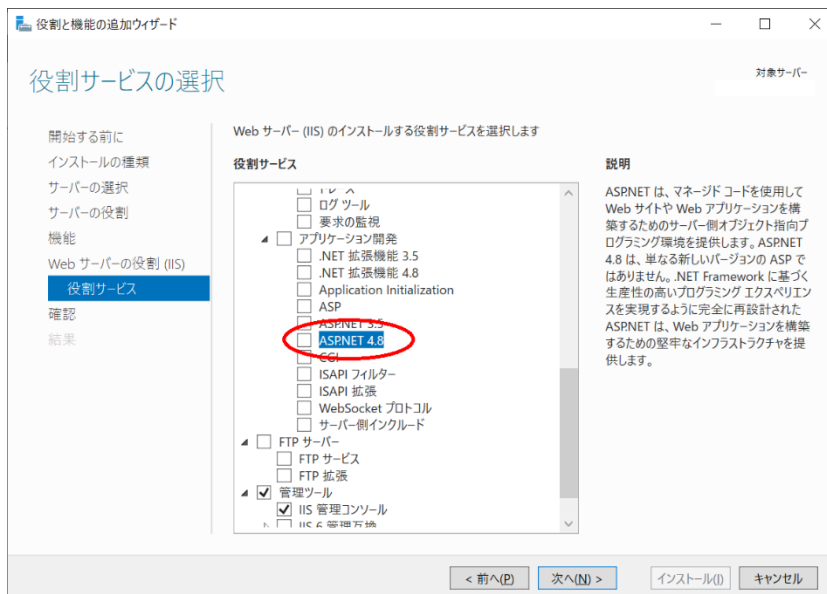 役割と機能の追加ウィザード
役割サービスの選択
対象サーバー
開始する前に
インストールの種類
サーバーの選択
サーバーの役割
機能
Web サーバーの役割 (IIS)
役割サービス
確認
結果
Web サーバー (IIS) のインストールする役割サービスを選択します
役割サービス
トレース
ログ ツール
要求の監視
アプリケーション開発
.NET 拡張機能 3.5
.NET 拡張機能 4.8
Application Initialization
ASP
ASP.NET 3.5
ASP.NET 4.8
CGI
ISAPI フィルター
ISAPI 拡張
WebSocket プロトコル
サーバー側インクルード
FTP サーバー
FTP サービス
FTP 拡張
管理ツール
IIS 管理コンソール
IIS 6 管理互換
説明
ASP.NET は、マネージド コードを使用して
Web サイトや Web アプリケーションを構
築するためのサーバー側オブジェクト指向プ
ログラミング環境を提供します。ASP.NET
4.8 は、単なる新しいバージョンの ASP で
はありません。.NET Framework に基づく
生産性の高いプログラミング エクスペリエン
スを実現するように完全に再設計された
ASP.NET は、Web アプリケーションを構築
するための堅牢なインフラストラクチャを提
供します。
< 前へ(P)
次へ(N) >
インストール(I)
キャンセル